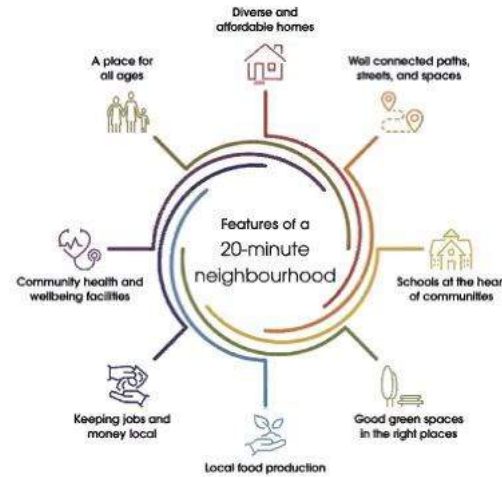 Diverse and
affordable homes
Well connected paths,
streets, and spaces
Schools at the hear
of communities
Good green spaces
in the right places
Local food production
Keeping jobs and
money local
Community health and
wellbeing facilities
A place for
all ages
Features of a
20-minute
neighbourhood